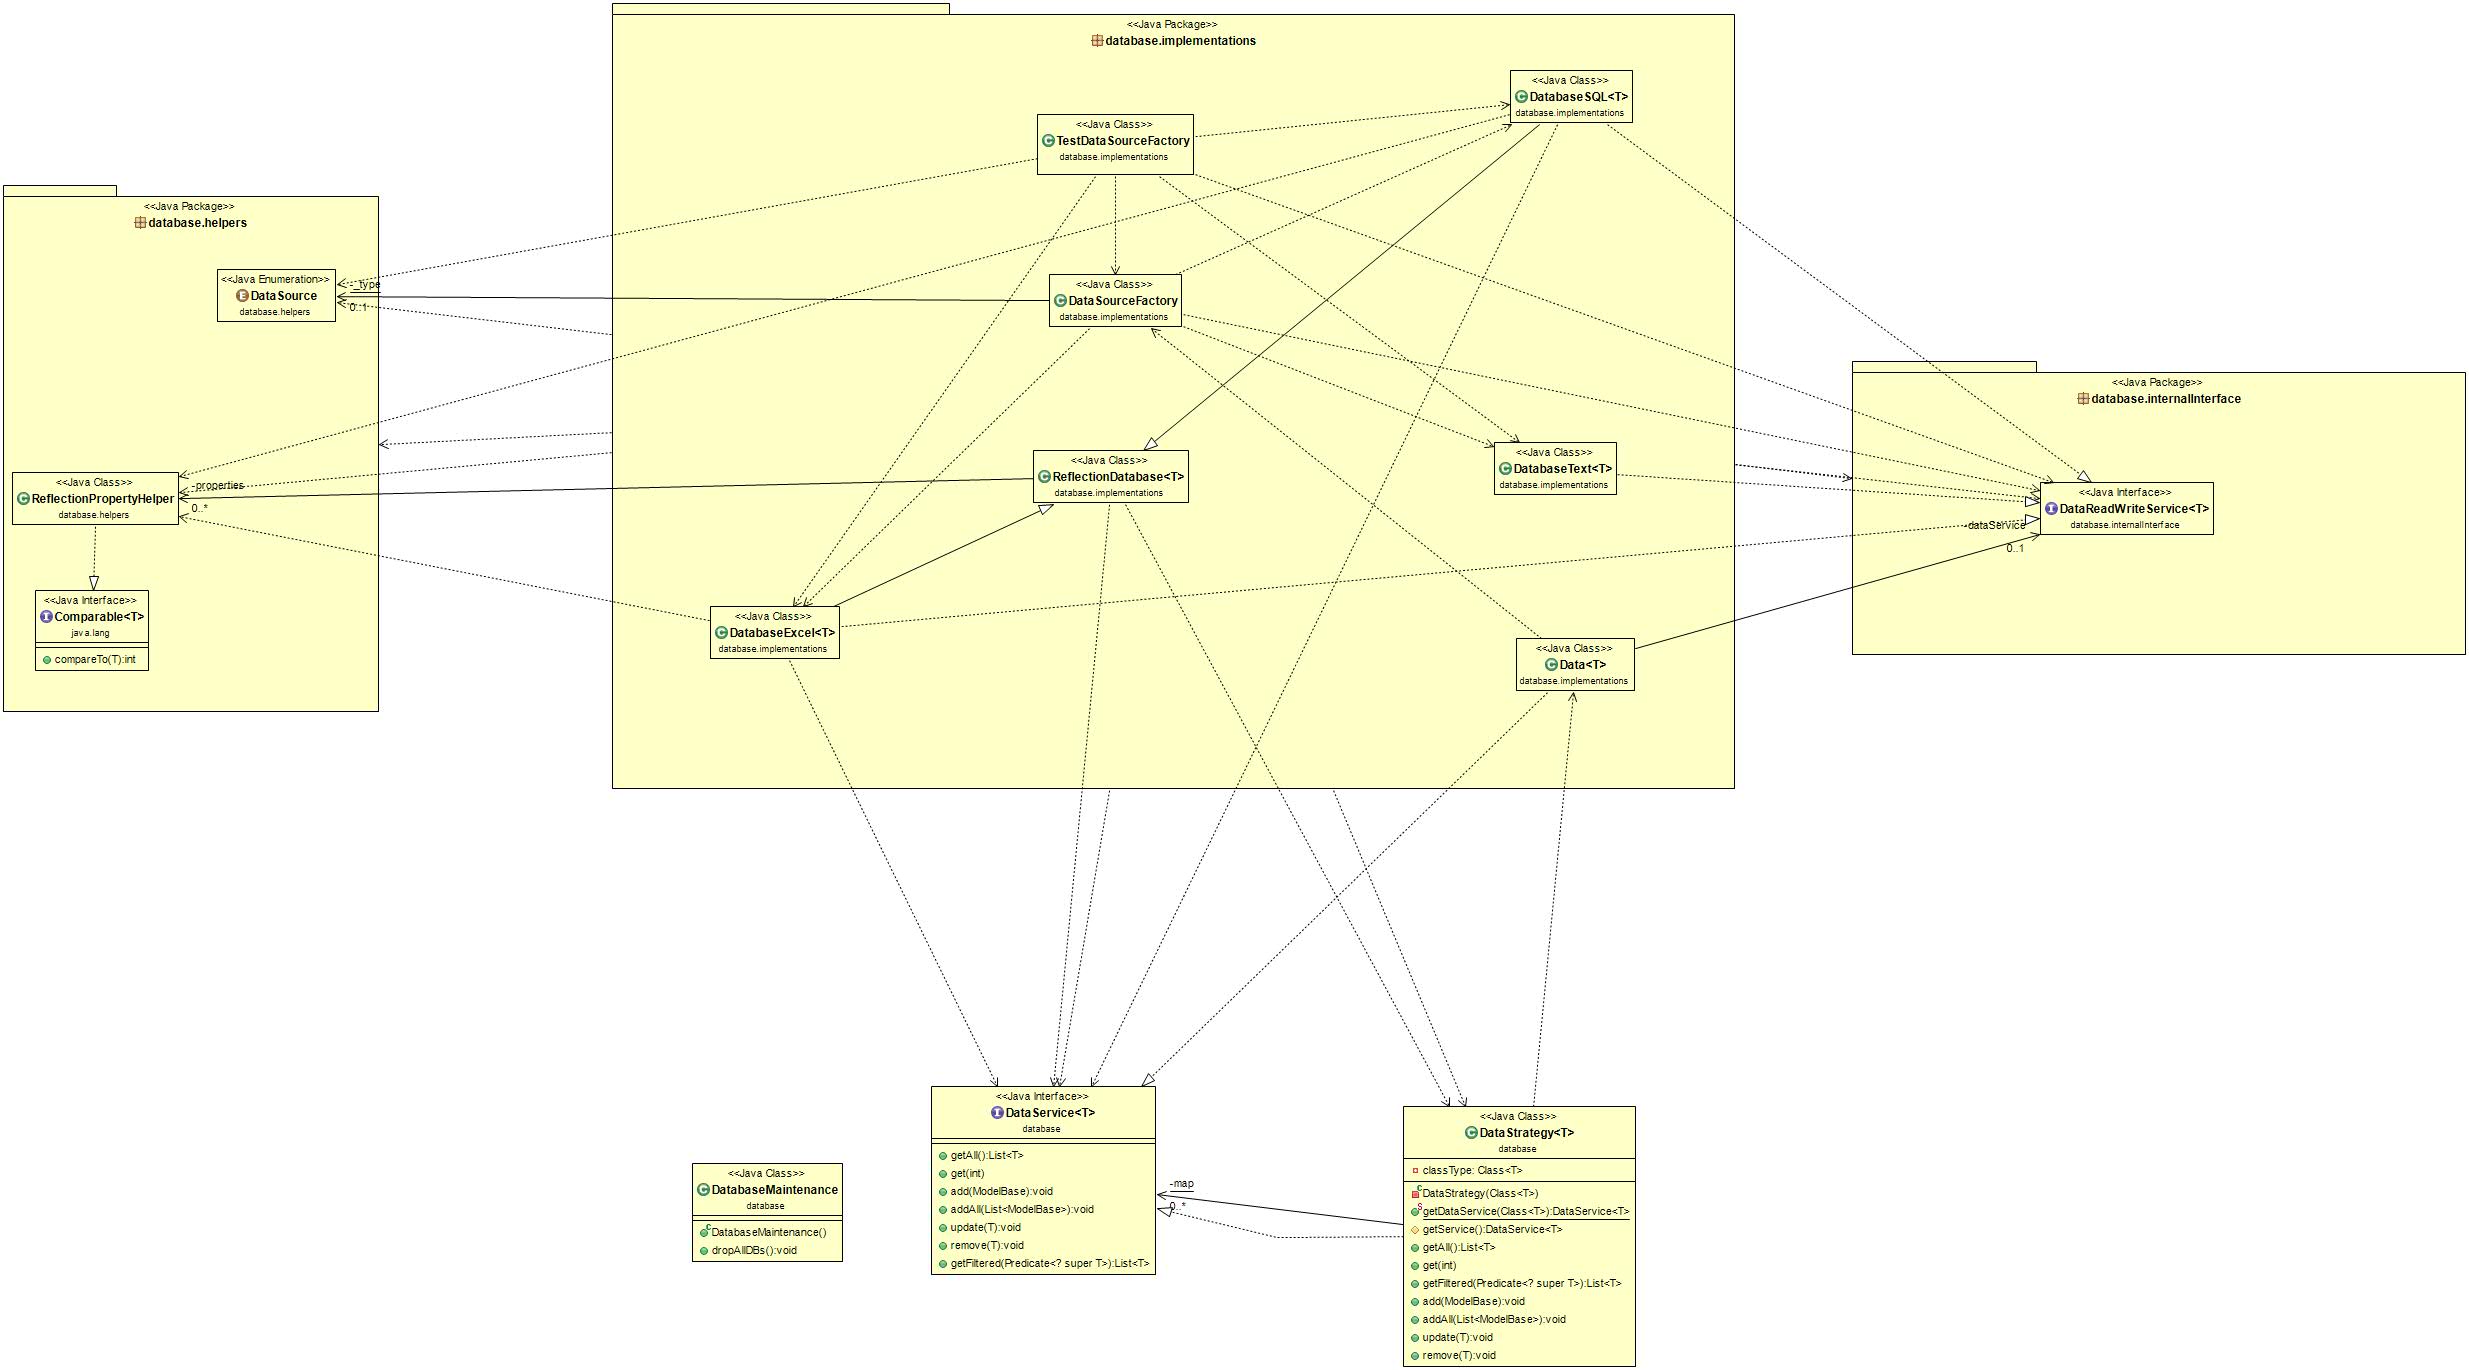 <<Java Package>>
database.implementations
<<Java Class>>
DatabaseSQL<T>
database.implementations
<<Java Class>>
TestDataSourceFactory
database.implementations
<<Java Package>>
database.helpers
<<Java Enumeration>>
DataSource
database.helpers
-_type
0..1
<<Java Class>>
DataSourceFactory
database.implementations
<<Java Package>>
database.internalInterface
<<Java Class>>
ReflectionDatabase<T>
database.implementations
<<Java Class>>
DatabaseText<T>
database.implementations
<<Java Class>>
ReflectionPropertyHelper
database.helpers
-properties
0..*
<<Java Interface>>
DataReadWriteService<T>
database.internalInterface
-dataService
0..1
<<Java Interface>>
Comparable<T>
java.lang
compareTo(T):int
<<Java Class>>
DatabaseExcel<T>
database.implementations
<<Java Class>>
Data<T>
database.implementations
<<Java Class>>
DatabaseMaintenance
database
DatabaseMaintenance()
dropAllDBs():void
<<Java Interface>>
DataService<T>
database
getAll():List<T>
get(int)
add(ModelBase):void
addAll(List<ModelBase>):void
update(T):void
remove(T):void
getFiltered(Predicate<? super T>):List<T>
-map
0..*
<<Java Class>>
DataStrategy<T>
database
classType: Class<T>
DataStrategy(Class<T>)
getDataService(Class<T>):DataService<T>
getService():DataService<T>
getAll():List<T>
get(int)
getFiltered(Predicate<? super T>):List<T>
add(ModelBase):void
addAll(List<ModelBase>):void
update(T):void
remove(T):void